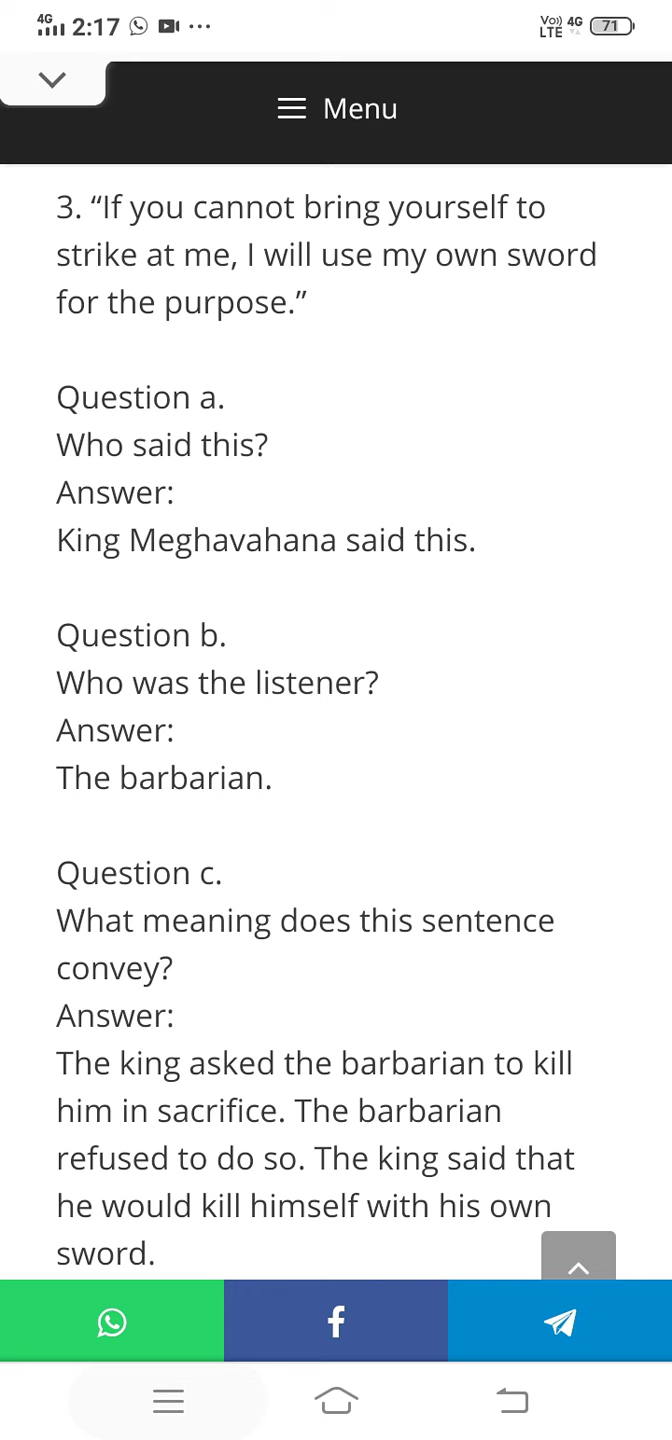 4G 2:17 ...
Vo)) 4G 71
LTE
Menu
3. “If you cannot bring yourself to
strike at me, I will use my own sword
for the purpose.”
Question a.
Who said this?
Answer:
King Meghavahana said this.
Question b.
Who was the listener?
Answer:
The barbarian.
Question c.
What meaning does this sentence
convey?
Answer:
The king asked the barbarian to kill
him in sacrifice. The barbarian
refused to do so. The king said that
he would kill himself with his own
sword.